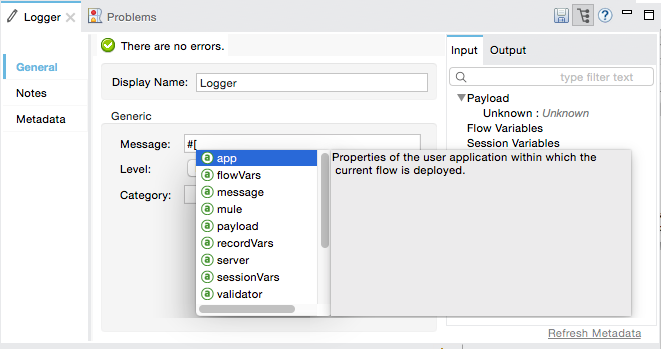 Logger
Problems
There are no errors.
Input
Output
General
Notes
Metadata
Display Name:
Logger
type filter text
Payload
Unknown : Unknown
Flow Variables
Session Variables
Generic
Message:
#[
Level:
Category:
app
flowVars
message
mule
payload
recordVars
server
sessionVars
validator
Properties of the user application within which the
current flow is deployed.
Refresh Metadata